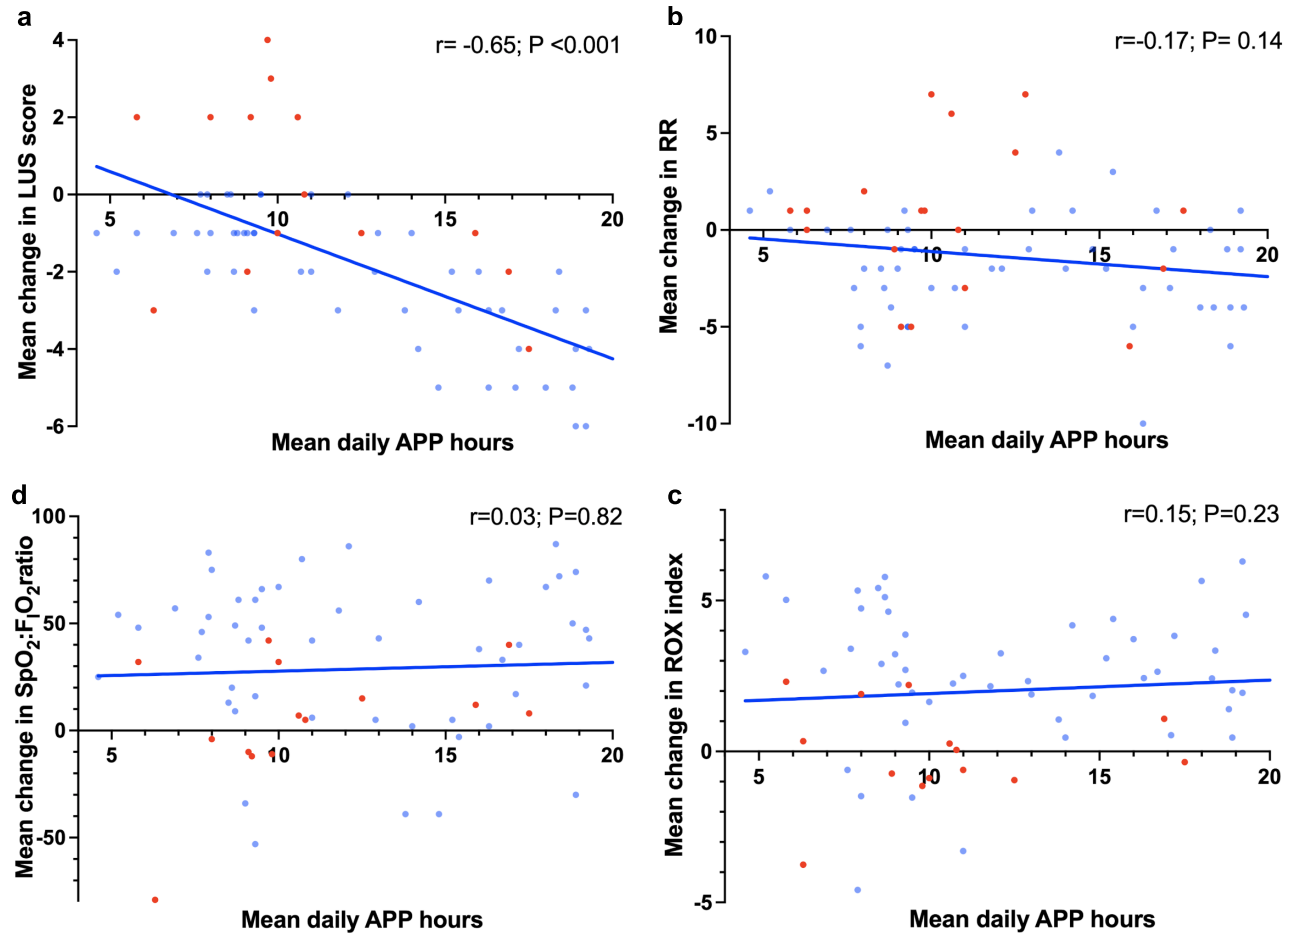 a
r= -0.65; P <0.001
Mean change in LUS score
4
2
0
-2
-4
-6
5 10 15 20
Mean daily APP hours
b
r=-0.17; P= 0.14
Mean change in RR
10
5
0
-5
-10
5 10 15 20
Mean daily APP hours
d
r=0.03; P=0.82
Mean change in SpO2:FIO2ratio
100
50
0
-50
5 10 15 20
Mean daily APP hours
c
r=0.15; P=0.23
Mean change in ROX index
5
0
-5
5 10 15 20
Mean daily APP hours